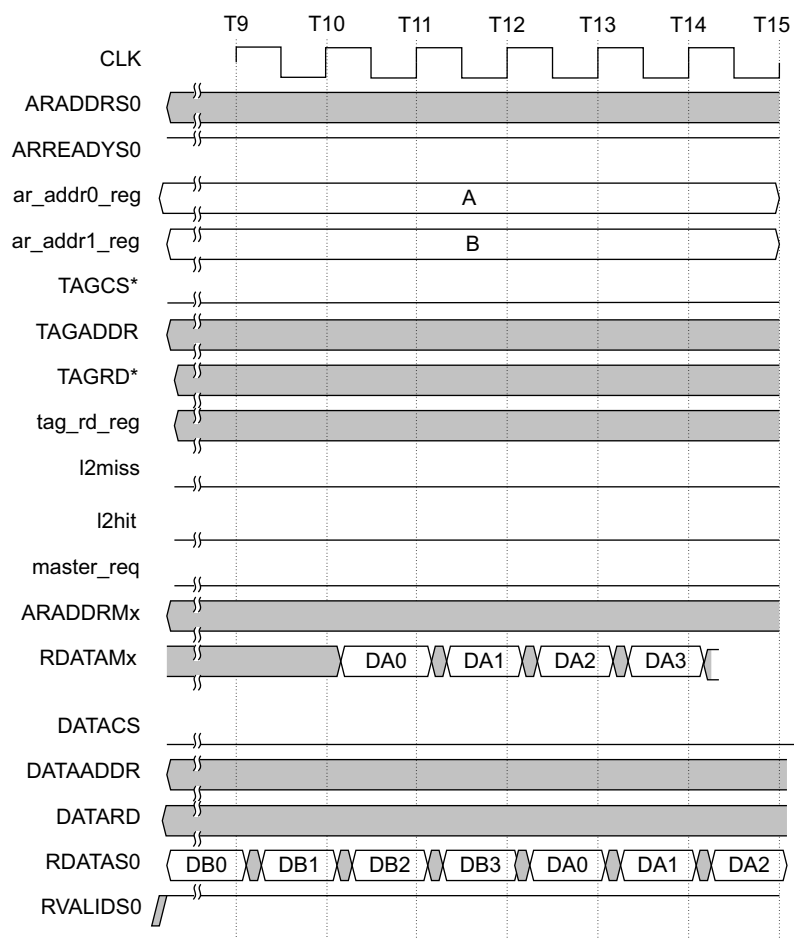 T9 T10 T11 T12 T13 T14 T15
CLK
ARADDRS0
ARREADYS0
ar_addr0_reg A
ar_addr1_reg B
TAGCS*
TAGADDR
TAGRD*
tag_rd_reg
l2miss
l2hit
master_req
ARADDRMx
RDATAMx DA0 DA1 DA2 DA3
DATACS
DATAADDR
DATARD
RDATAS0 DB0 DB1 DB2 DB3 DA0 DA1 DA2
RVALIDS0